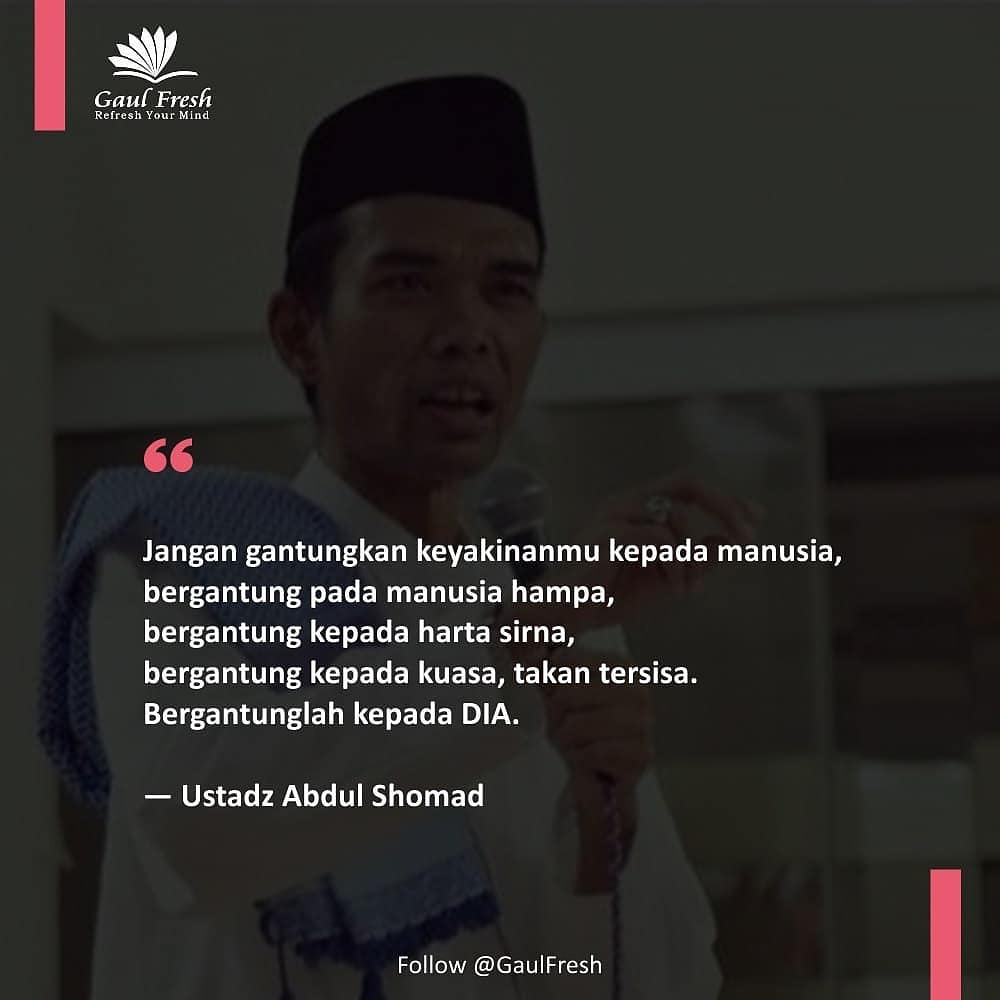 Gaul Fresh
Refresh Your Mind
“
Jangan gantungkan keyakinanmu kepada manusia,
bergantung pada manusia hampa,
bergantung kepada harta sirna,
bergantung kepada kuasa, takan tersisa.
Bergantunglah kepada DIA.
— Ustadz Abdul Shomad
Follow @GaulFresh